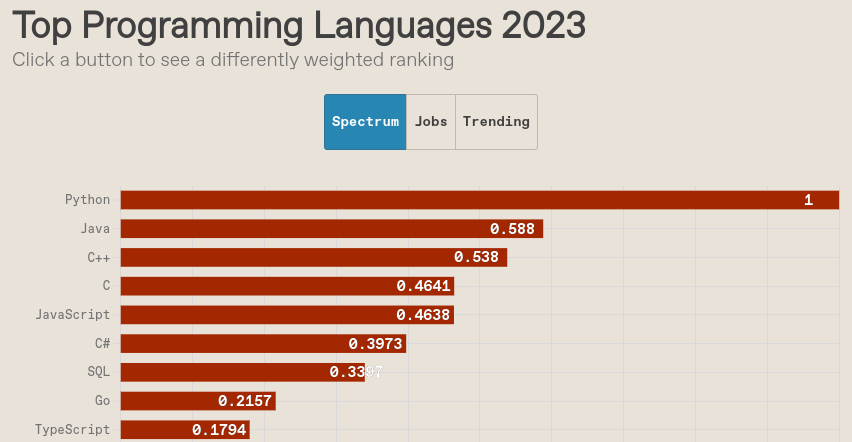 Top Programming Languages 2023
Click a button to see a differently weighted ranking
Spectrum Jobs Trending
Python 1
Java 0.588
C++ 0.538
C 0.4641
JavaScript 0.4638
C# 0.3973
SQL 0.3397
Go 0.2157
TypeScript 0.1794